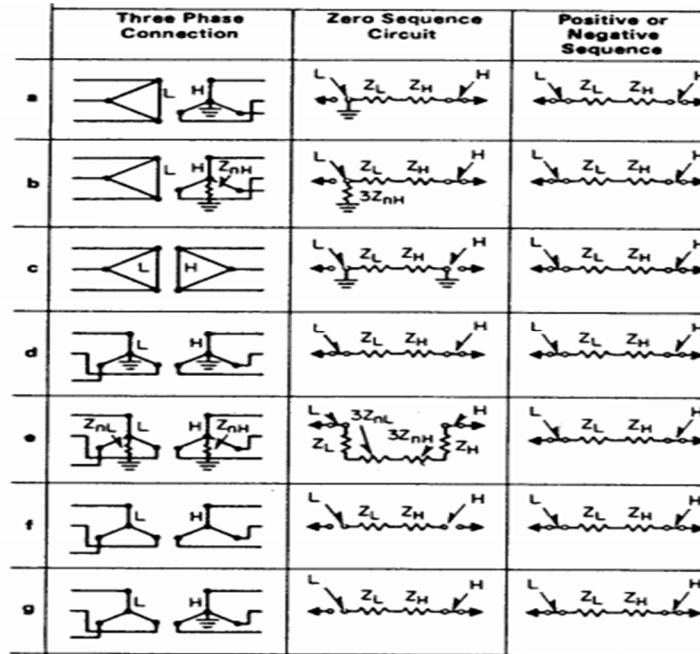 Three Phase Connection Zero Sequence Circuit Positive or Negative Sequence
a L H L ZL ZH H L ZL ZH H
b L H ZnH L ZL ZH H 3ZnH L ZL ZH H
c L H L ZL ZH H L ZL ZH H
d L H L ZL ZH H L ZL ZH H
e ZnL L H ZnH L ZL 3ZnL 3ZnH ZH H L ZL ZH H
f L H L ZL ZH H L ZL ZH H
g L H L ZL ZH H L ZL ZH H